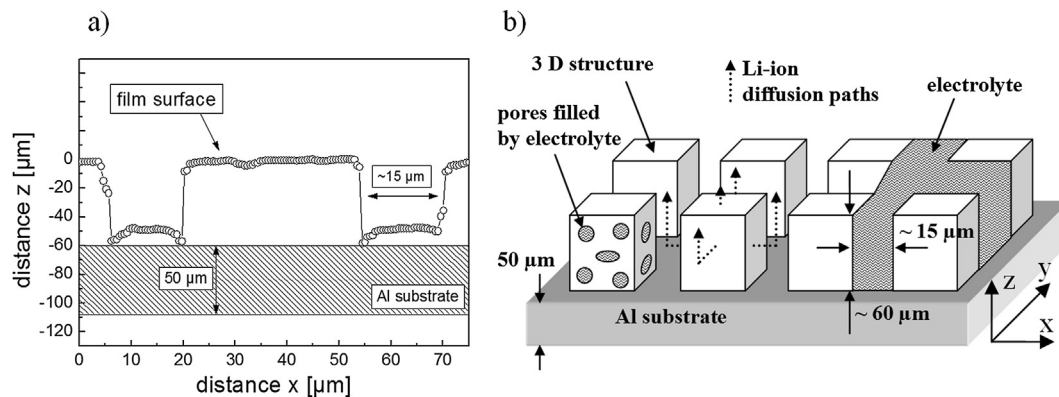 a)
film surface
~15 µm
50 µm
Al substrate
distance z [µm]
0
-20
-40
-60
-80
-100
-120
0 10 20 30 40 50 60 70
distance x [µm]
b)
3 D structure
Li-ion
diffusion paths
electrolyte
pores filled
by electrolyte
50 µm
~ 15 µm
Al substrate
~ 60 µm
z
y
x